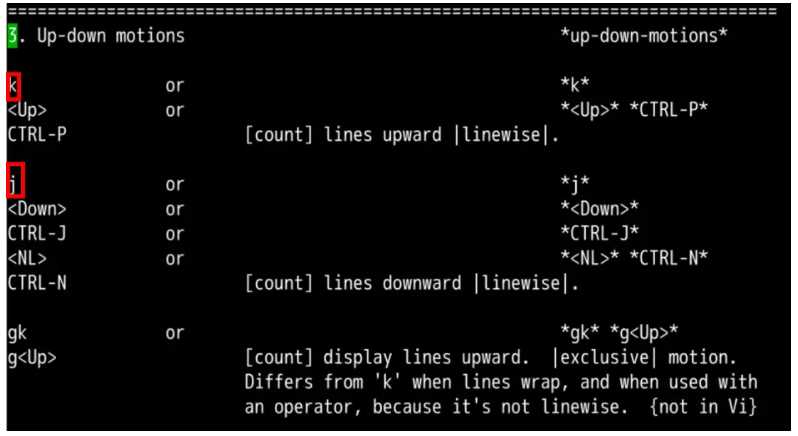 ==============================================================================
3. Up-down motions *up-down-motions*
k or *k*
<Up> or *<Up>* *CTRL-P*
CTRL-P [count] lines upward |linewise|.
j or *j*
<Down> or *<Down>*
CTRL-J or *CTRL-J*
<NL> or *<NL>* *CTRL-N*
CTRL-N [count] lines downward |linewise|.
gk or *gk* *g<Up>*
g<Up> [count] display lines upward. |exclusive| motion.
Differs from 'k' when lines wrap, and when used with
an operator, because it's not linewise. {not in Vi}